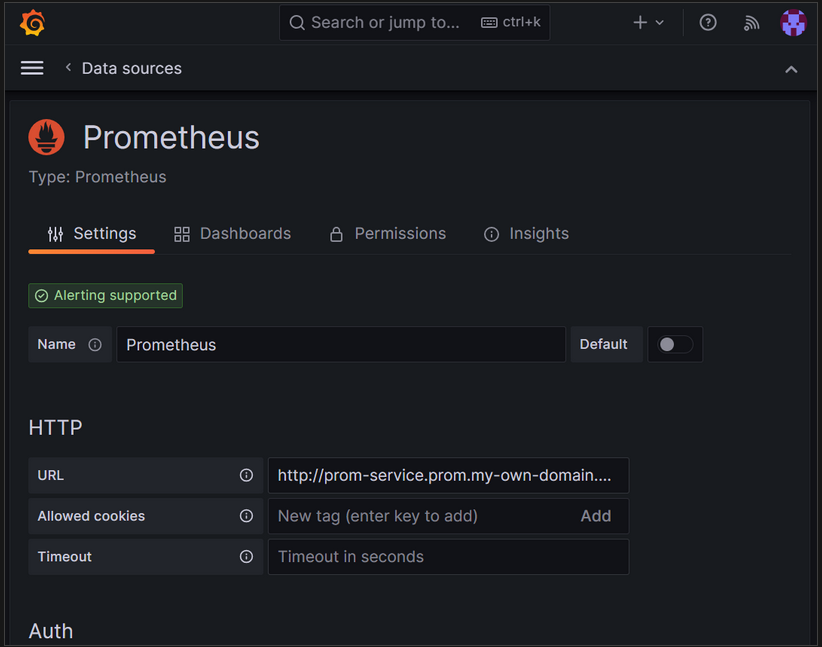 Search or jump to... ctrl+k
Data sources
Prometheus
Type: Prometheus
Settings Dashboards Permissions Insights
Alerting supported
Name Prometheus Default
HTTP
URL http://prom-service.prom.my-own-domain....
Allowed cookies New tag (enter key to add) Add
Timeout Timeout in seconds
Auth